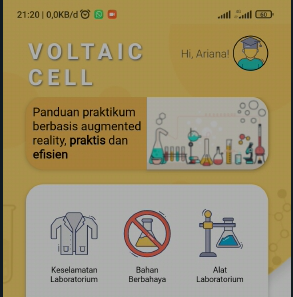 21:20 | 0,0KB/d
60
VOLTAIC
CELL
Hi, Ariana!
Panduan praktikum
berbasis augmented
reality, praktis dan
efisien
Keselamatan
Laboratorium
Bahan
Berbahaya
Alat
Laboratorium